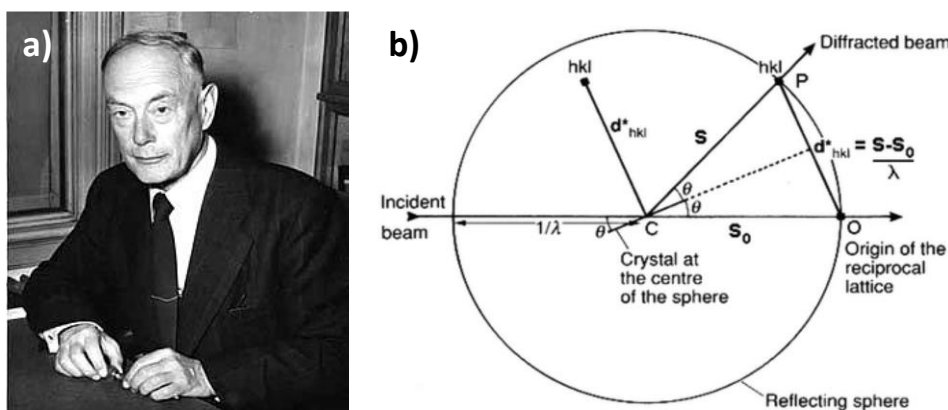 a)
b)
hkl
hkl
P
Diffracted beam
d*hkl
S
d*hkl = S-S₀
λ
θ
θ
Incident
beam
1/λ
θ
C
S₀
O
Crystal at
the centre
of the sphere
Origin of the
reciprocal
lattice
Reflecting sphere